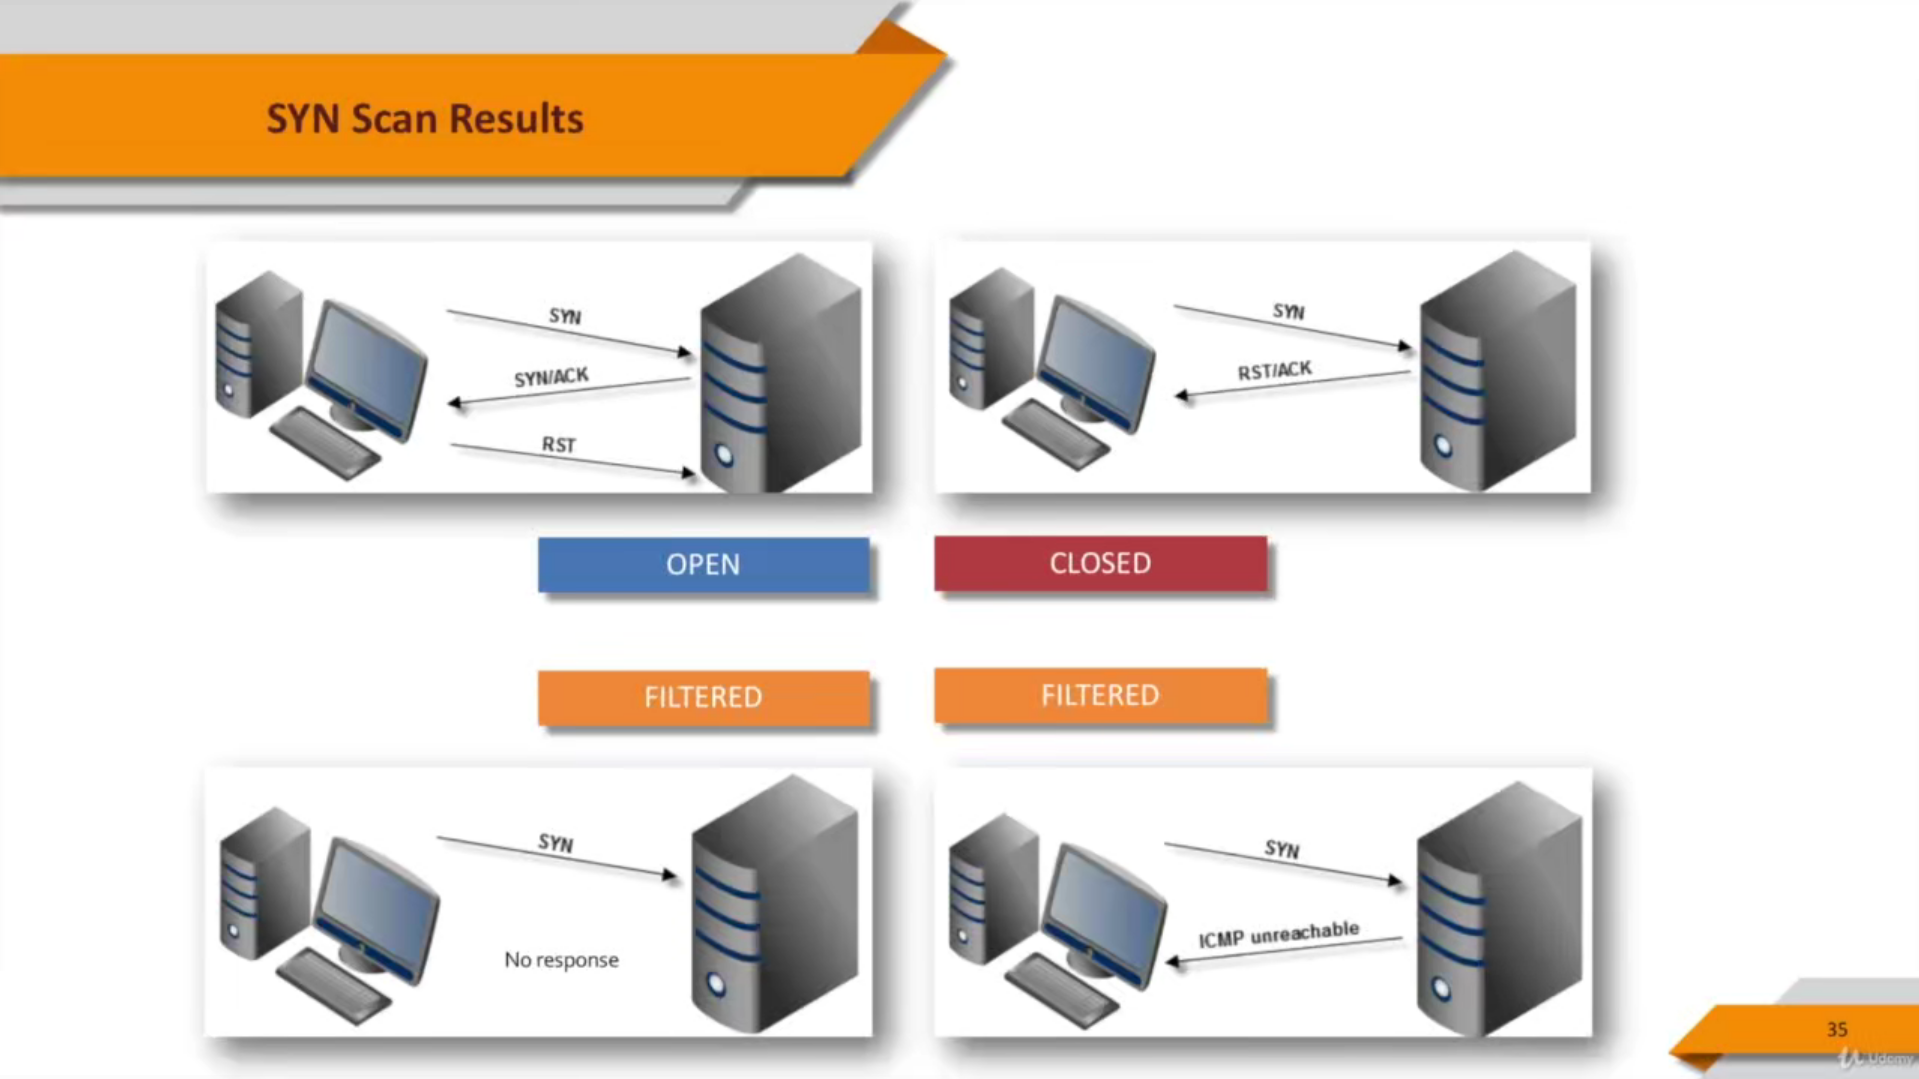 SYN Scan Results
SYN
SYN/ACK
RST
SYN
RST/ACK
OPEN
CLOSED
FILTERED
FILTERED
SYN
No response
SYN
ICMP unreachable
35
Udemy